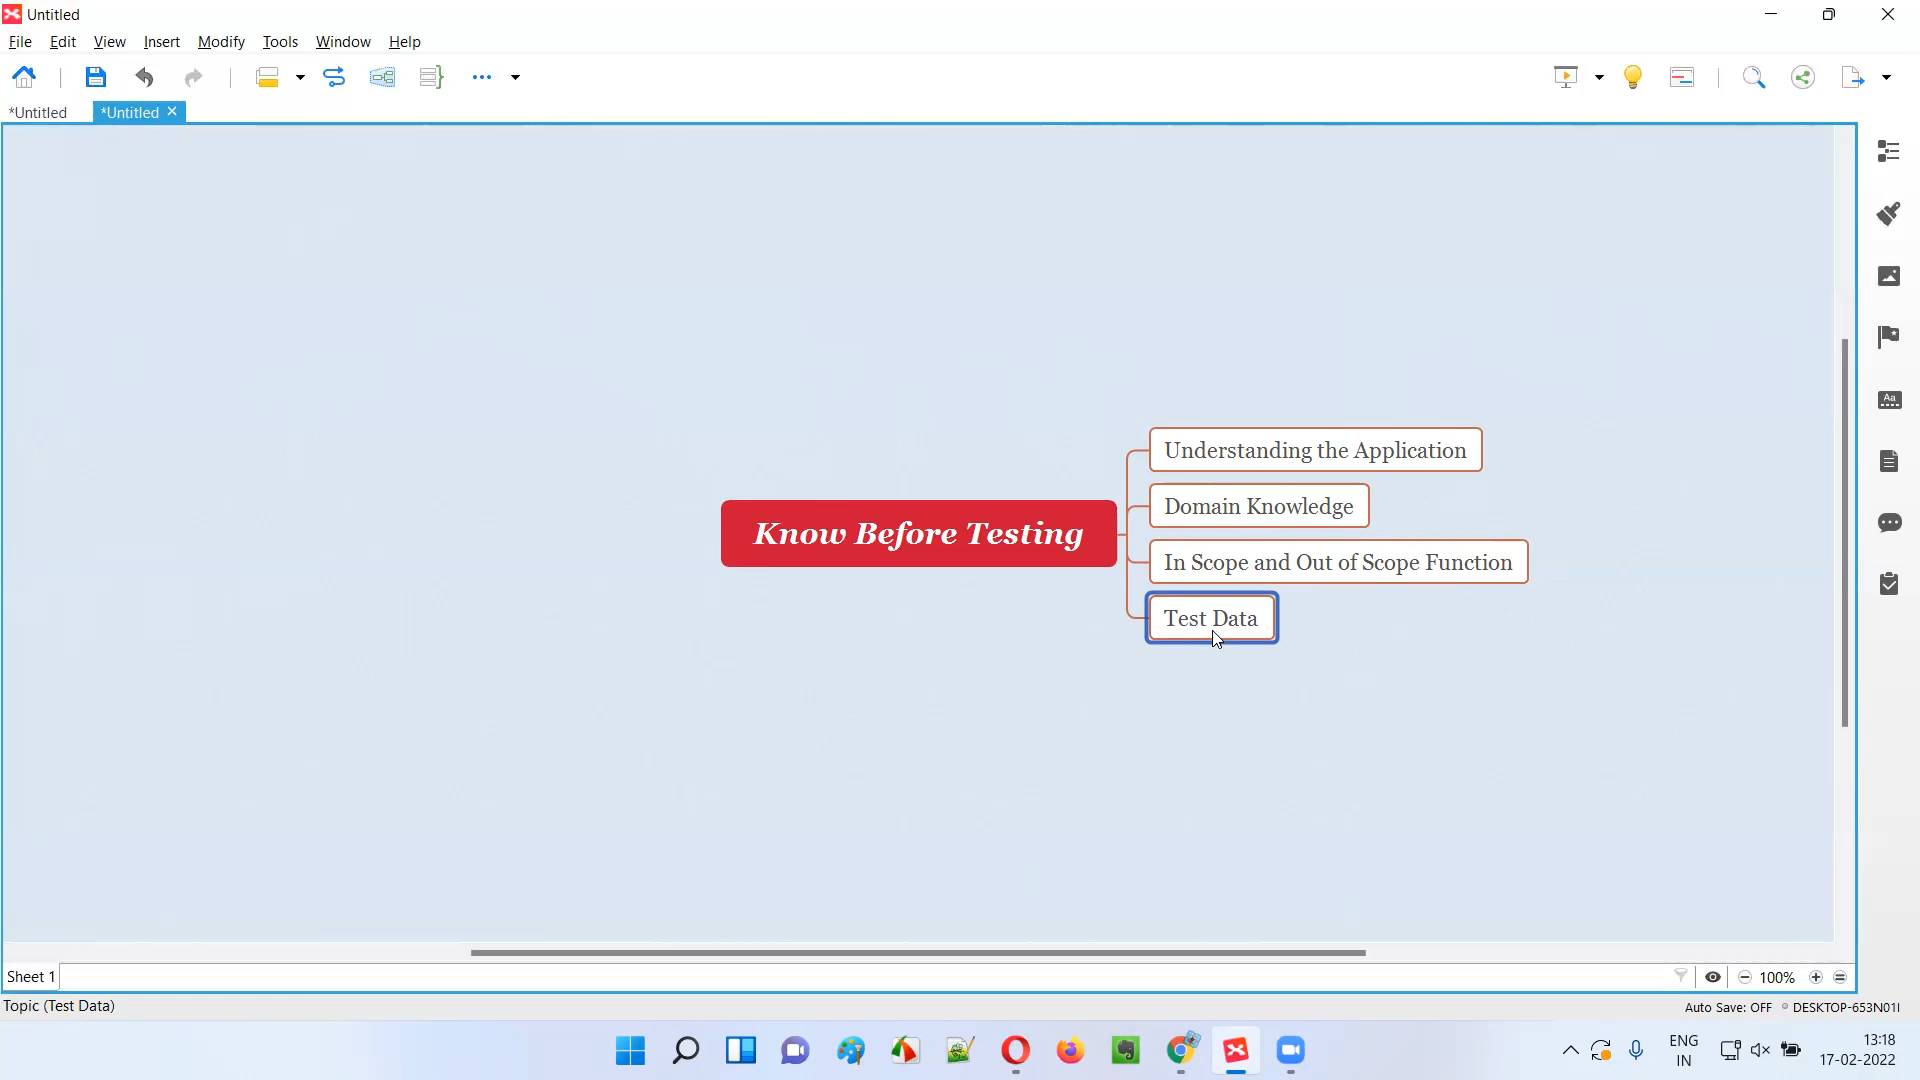 Untitled
File Edit View Insert Modify Tools Window Help
*Untitled *Untitled
Understanding the Application
Domain Knowledge
Know Before Testing
In Scope and Out of Scope Function
Test Data
Sheet 1
100%
Topic (Test Data)
Auto Save: OFF DESKTOP-653N01I
ENG
IN
13:18
17-02-2022
Aa